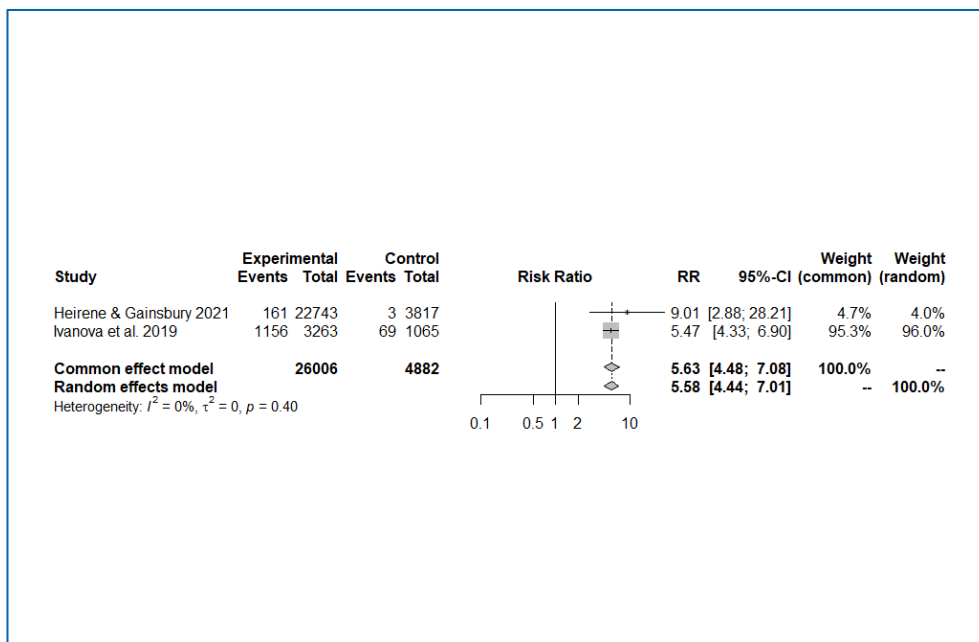 Experimental Control Weight Weight
Study Events Total Events Total Risk Ratio RR 95%-CI (common) (random)
Heirene & Gainsbury 2021 161 22743 3 3817 9.01 [2.88; 28.21] 4.7% 4.0%
Ivanova et al. 2019 1156 3263 69 1065 5.47 [4.33; 6.90] 95.3% 96.0%
Common effect model 26006 4882 5.63 [4.48; 7.08] 100.0% --
Random effects model 5.58 [4.44; 7.01] -- 100.0%
Heterogeneity: I² = 0%, τ² = 0, p = 0.40
0.1 0.5 1 2 10